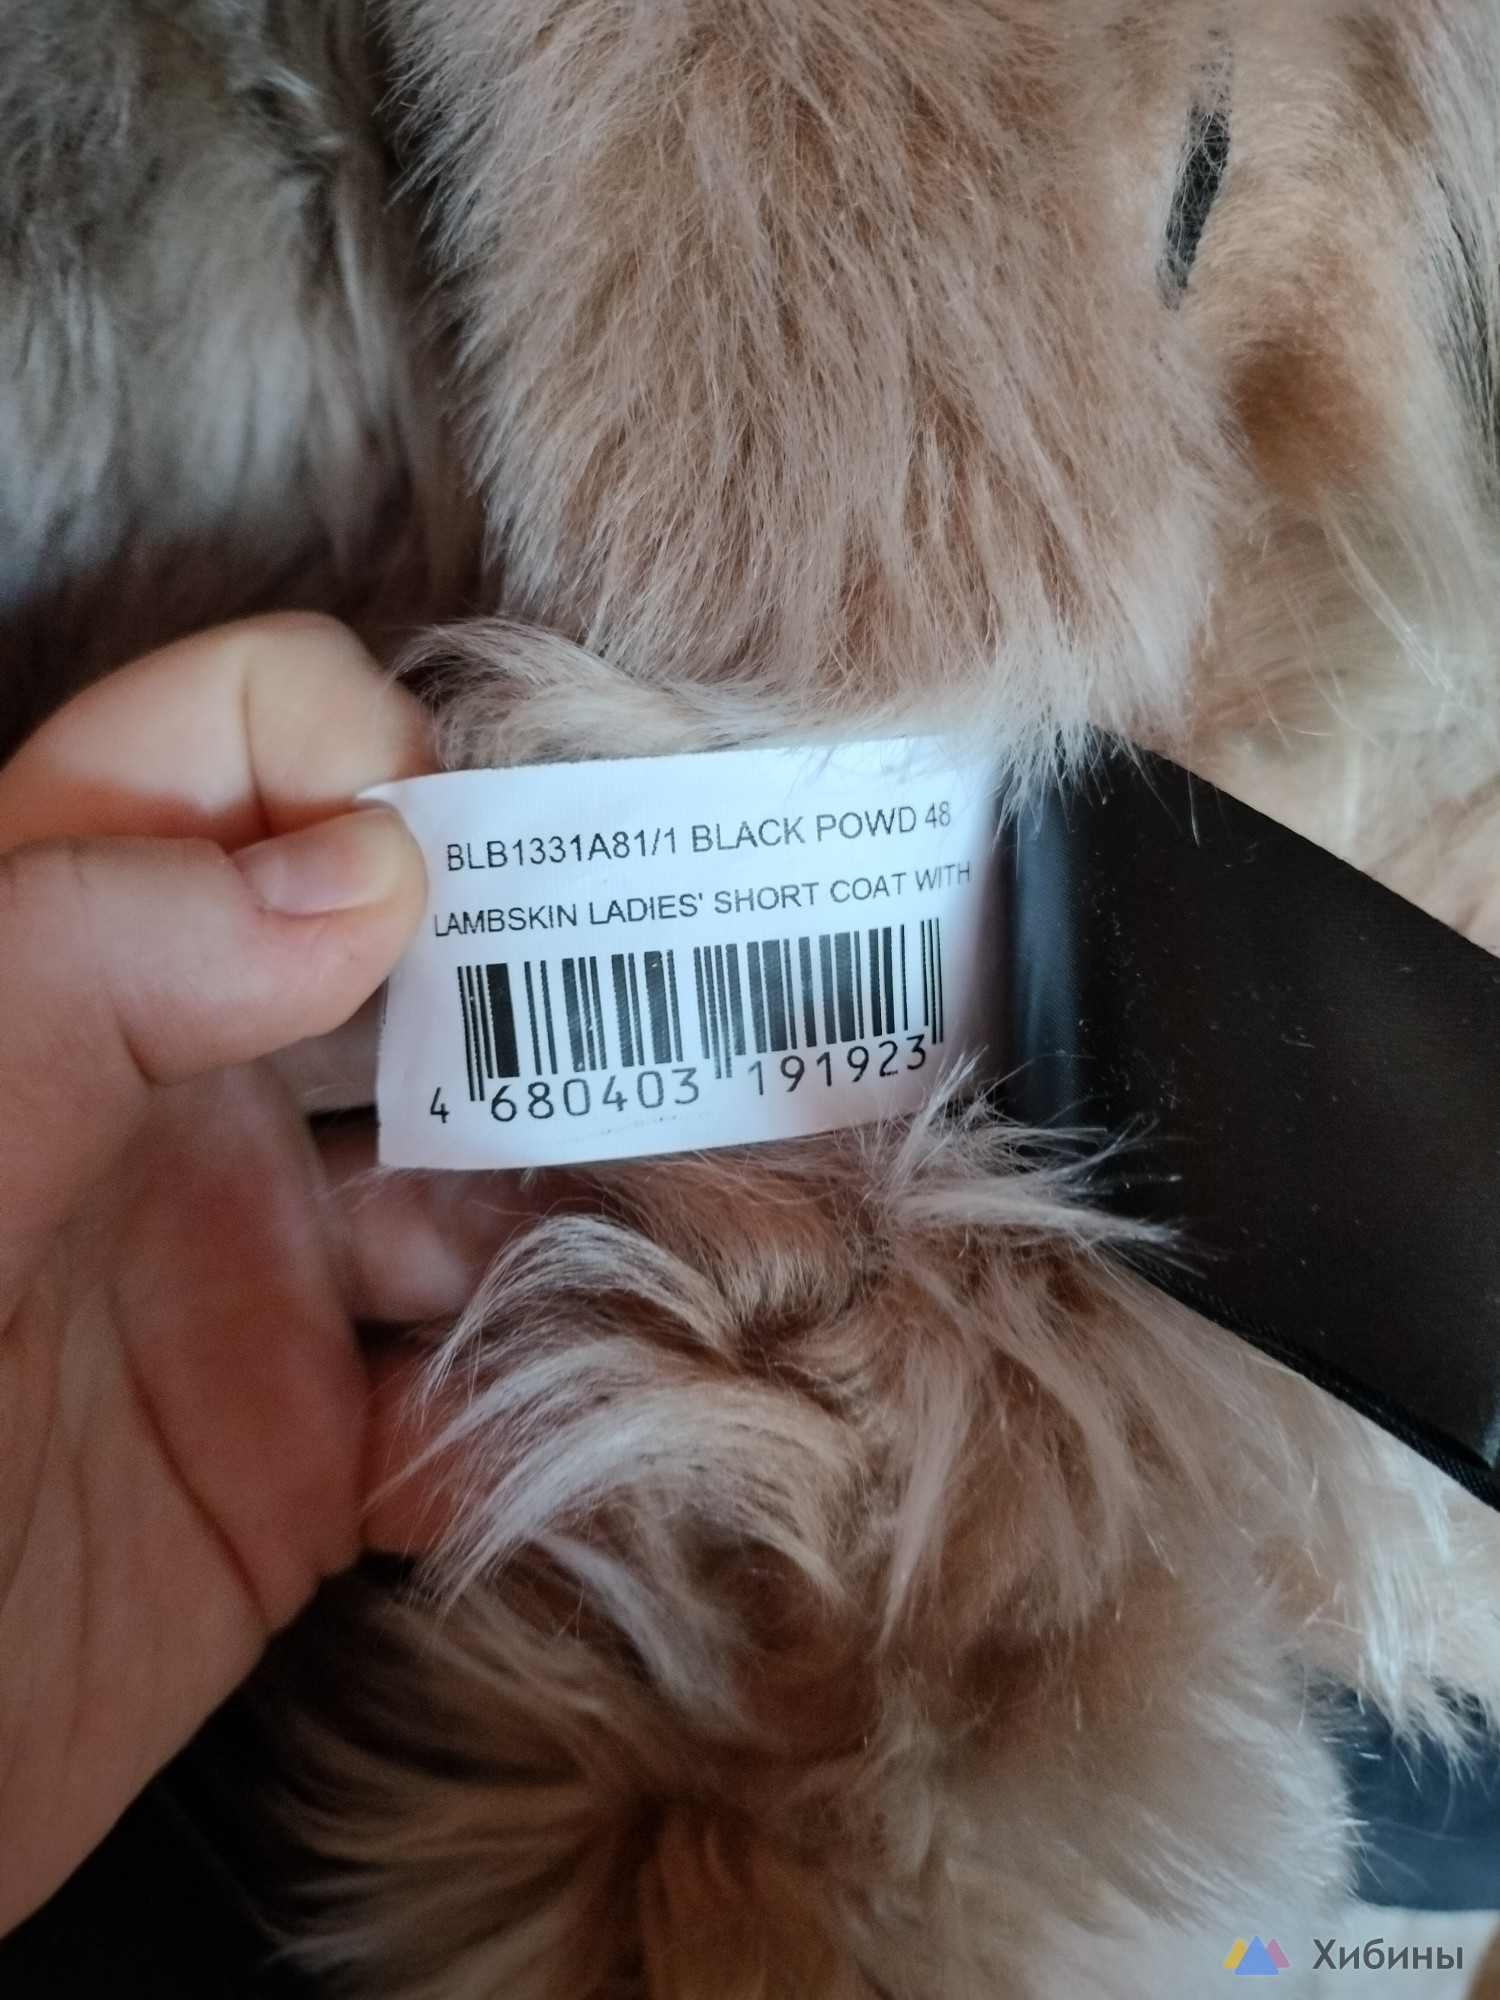 BLB1331A81/1 BLACK POWD 48
LAMBSKIN LADIES' SHORT COAT WITH
4 680403 191923
Хибины